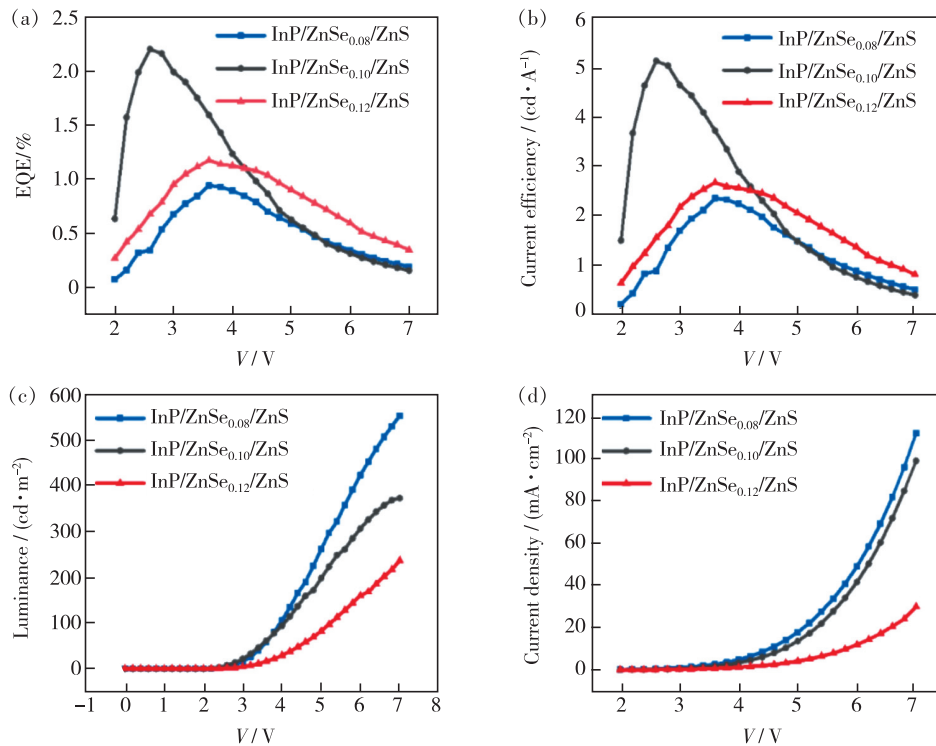 (a)
2.5
2.0
1.5
1.0
0.5
0
EQE/%
InP/ZnSe0.08/ZnS
InP/ZnSe0.10/ZnS
InP/ZnSe0.12/ZnS
2 3 4 5 6 7
V / V
(b)
6
5
4
3
2
1
0
Current efficiency / (cd · A−1)
InP/ZnSe0.08/ZnS
InP/ZnSe0.10/ZnS
InP/ZnSe0.12/ZnS
2 3 4 5 6 7
V / V
(c)
600
500
400
300
200
100
0
Luminance / (cd · m−2)
InP/ZnSe0.08/ZnS
InP/ZnSe0.10/ZnS
InP/ZnSe0.12/ZnS
−1 0 1 2 3 4 5 6 7 8
V / V
(d)
120
100
80
60
40
20
0
Current density / (mA · cm−2)
InP/ZnSe0.08/ZnS
InP/ZnSe0.10/ZnS
InP/ZnSe0.12/ZnS
2 3 4 5 6 7
V / V